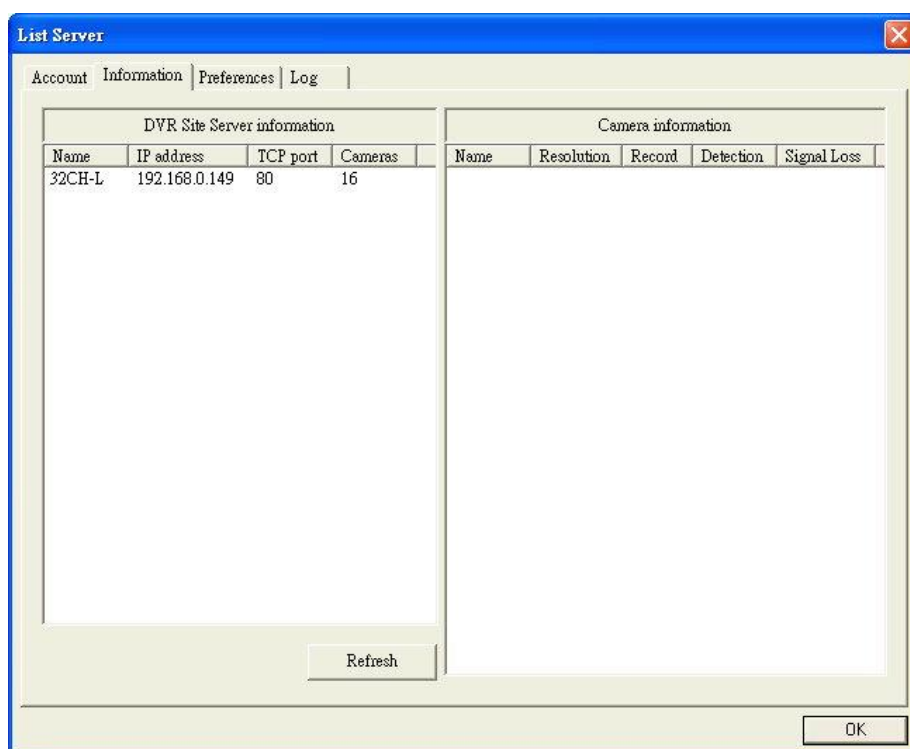 List Server
Account Information Preferences Log
DVR Site Server information
Name IP address TCP port Cameras
32CH-L 192.168.0.149 80 16
Refresh
Camera information
Name Resolution Record Detection Signal Loss
OK